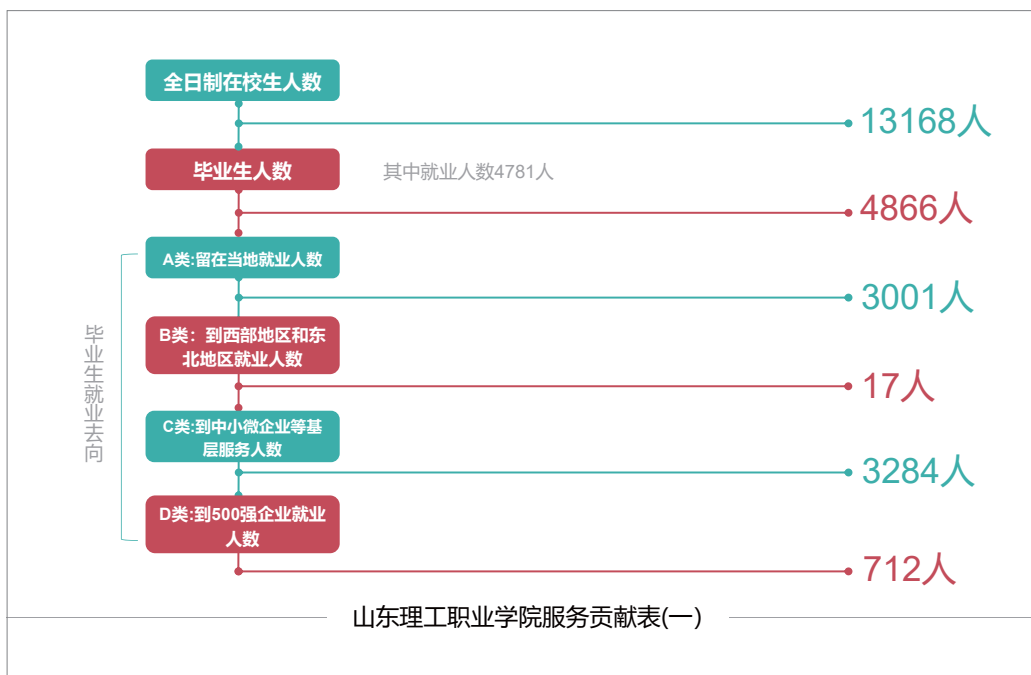 全日制在校生人数
13168人
毕业生人数
其中就业人数4781人
4866人
毕业生就业去向
A类:留在当地就业人数
3001人
B类：到西部地区和东
北地区就业人数
17人
C类:到中小微企业等基
层服务人数
3284人
D类:到500强企业就业
人数
712人
山东理工职业学院服务贡献表(一)